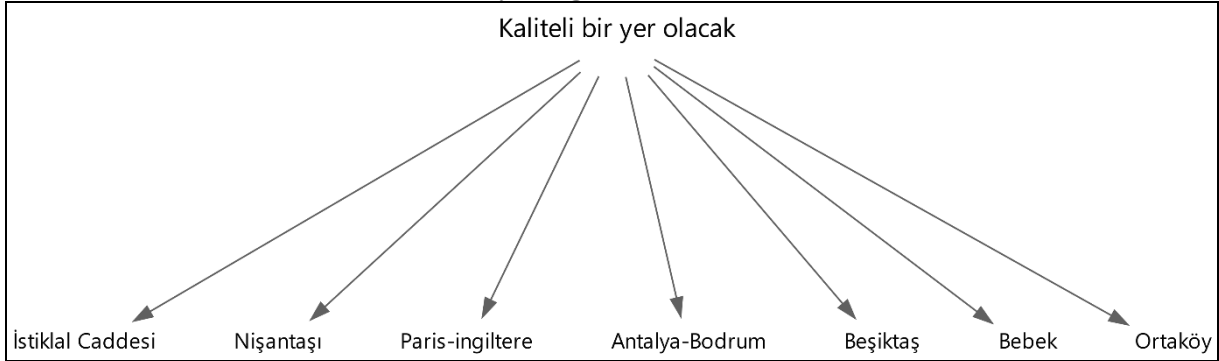 Kaliteli bir yer olacak
İstiklal Caddesi Nişantaşı Paris-ingiltere Antalya-Bodrum Beşiktaş Bebek Ortaköy